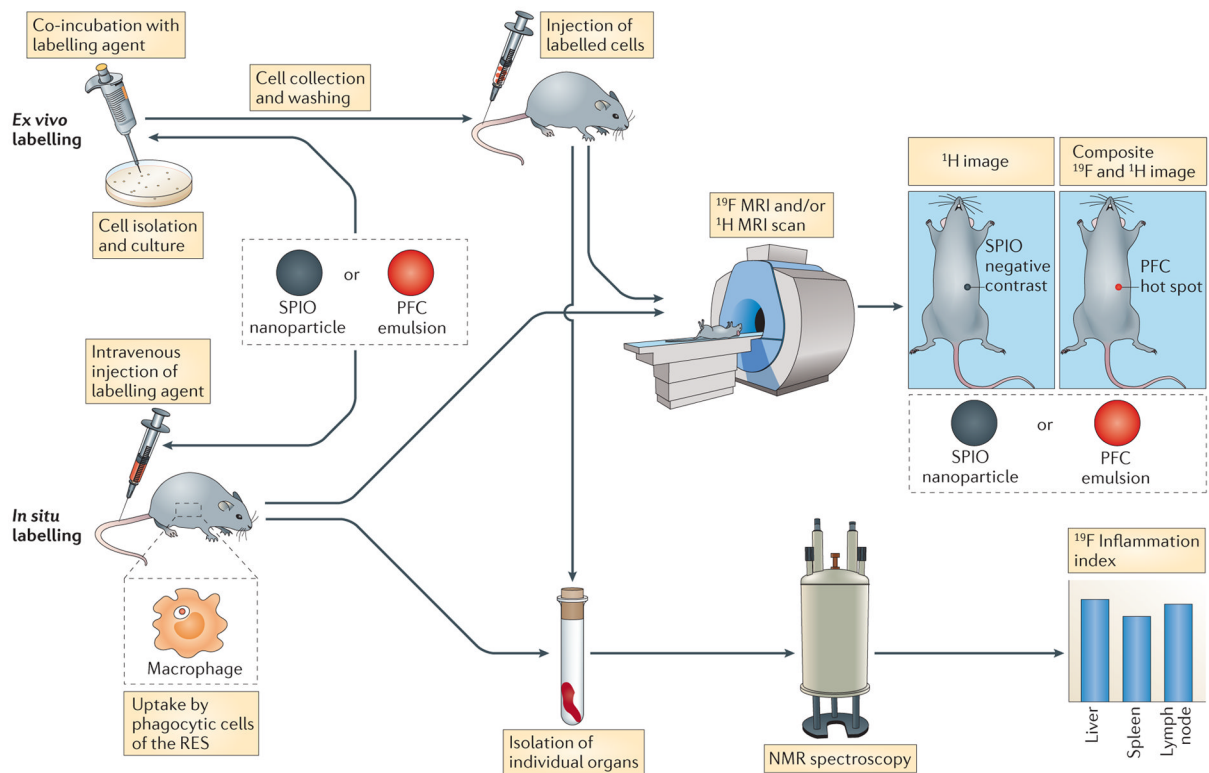 Co-incubation with
labelling agent
Injection of
labelled cells
Cell collection
and washing
Ex vivo
labelling
Cell isolation
and culture
SPIO
nanoparticle
or
PFC
emulsion
¹⁹F MRI and/or
¹H MRI scan
¹H image
Composite
¹⁹F and ¹H image
SPIO
negative
contrast
PFC
hot spot
SPIO
nanoparticle
or
PFC
emulsion
Intravenous
injection of
labelling agent
In situ
labelling
Macrophage
Uptake by
phagocytic cells
of the RES
Isolation of
individual organs
NMR spectroscopy
¹⁹F Inflammation
index
Liver
Spleen
Lymph
node